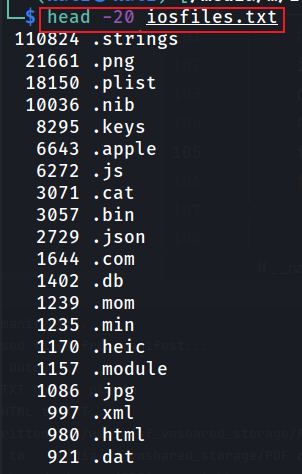 $ head -20 iosfiles.txt
110824 .strings
21661 .png
18150 .plist
10036 .nib
8295 .keys
6643 .apple
6272 .js
3071 .cat
3057 .bin
2729 .json
1644 .com
1402 .db
1239 .mom
1235 .min
1170 .heic
1157 .module
1086 .jpg
997 .xml
980 .html
921 .dat